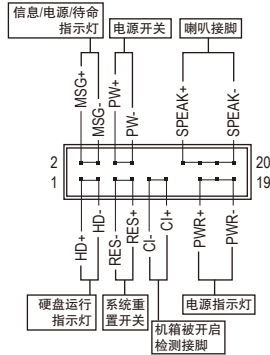 信息/电源/待命
指示灯
电源开关
喇叭接脚
MSG+
MSG-
PW+
PW-
SPEAK+
SPEAK-
2
20
1
19
HD+
HD-
RES-
RES+
CI-
CI+
PWR+
PWR-
硬盘运行
指示灯
系统重
置开关
机箱被开启
检测接脚
电源指示灯